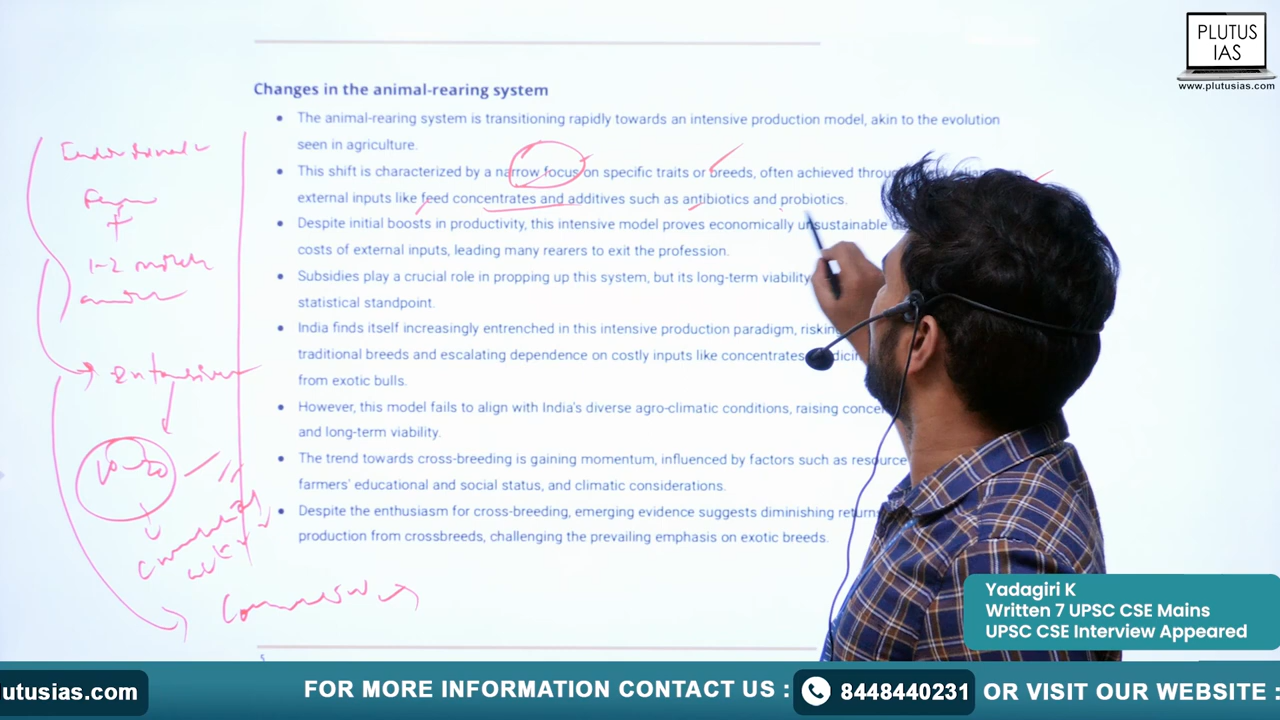 PLUTUS
IAS
www.plutusias.com
Changes in the animal-rearing system
The animal-rearing system is transitioning rapidly towards an intensive production model, akin to the evolution
seen in agriculture.
This shift is characterized by a narrow focus on specific traits or breeds, often achieved
external inputs like feed concentrates and additives such as antibiotics and probiotics.
Despite initial boosts in productivity, this intensive model proves economically unsustainable
costs of external inputs, leading many rearers to exit the profession.
Subsidies play a crucial role in propping up this system, but its long-term viability
statistical standpoint.
India finds itself increasingly entrenched in this intensive production paradigm,
traditional breeds and escalating dependence on costly inputs like concentrates,
from exotic bulls.
However, this model fails to align with India's diverse agro-climatic conditions, raising
and long-term viability.
The trend towards cross-breeding is gaining momentum, influenced by factors such as resource
farmers' educational and social status, and climatic considerations.
Despite the enthusiasm for cross-breeding, emerging evidence suggests diminishing returns
production from crossbreeds, challenging the prevailing emphasis on exotic breeds.
1-2 milch
10-20
5
Yadagiri K
Written 7 UPSC CSE Mains
UPSC CSE Interview Appeared
lutusias.com
FOR MORE INFORMATION CONTACT US : 8448440231 OR VISIT OUR WEBSITE :